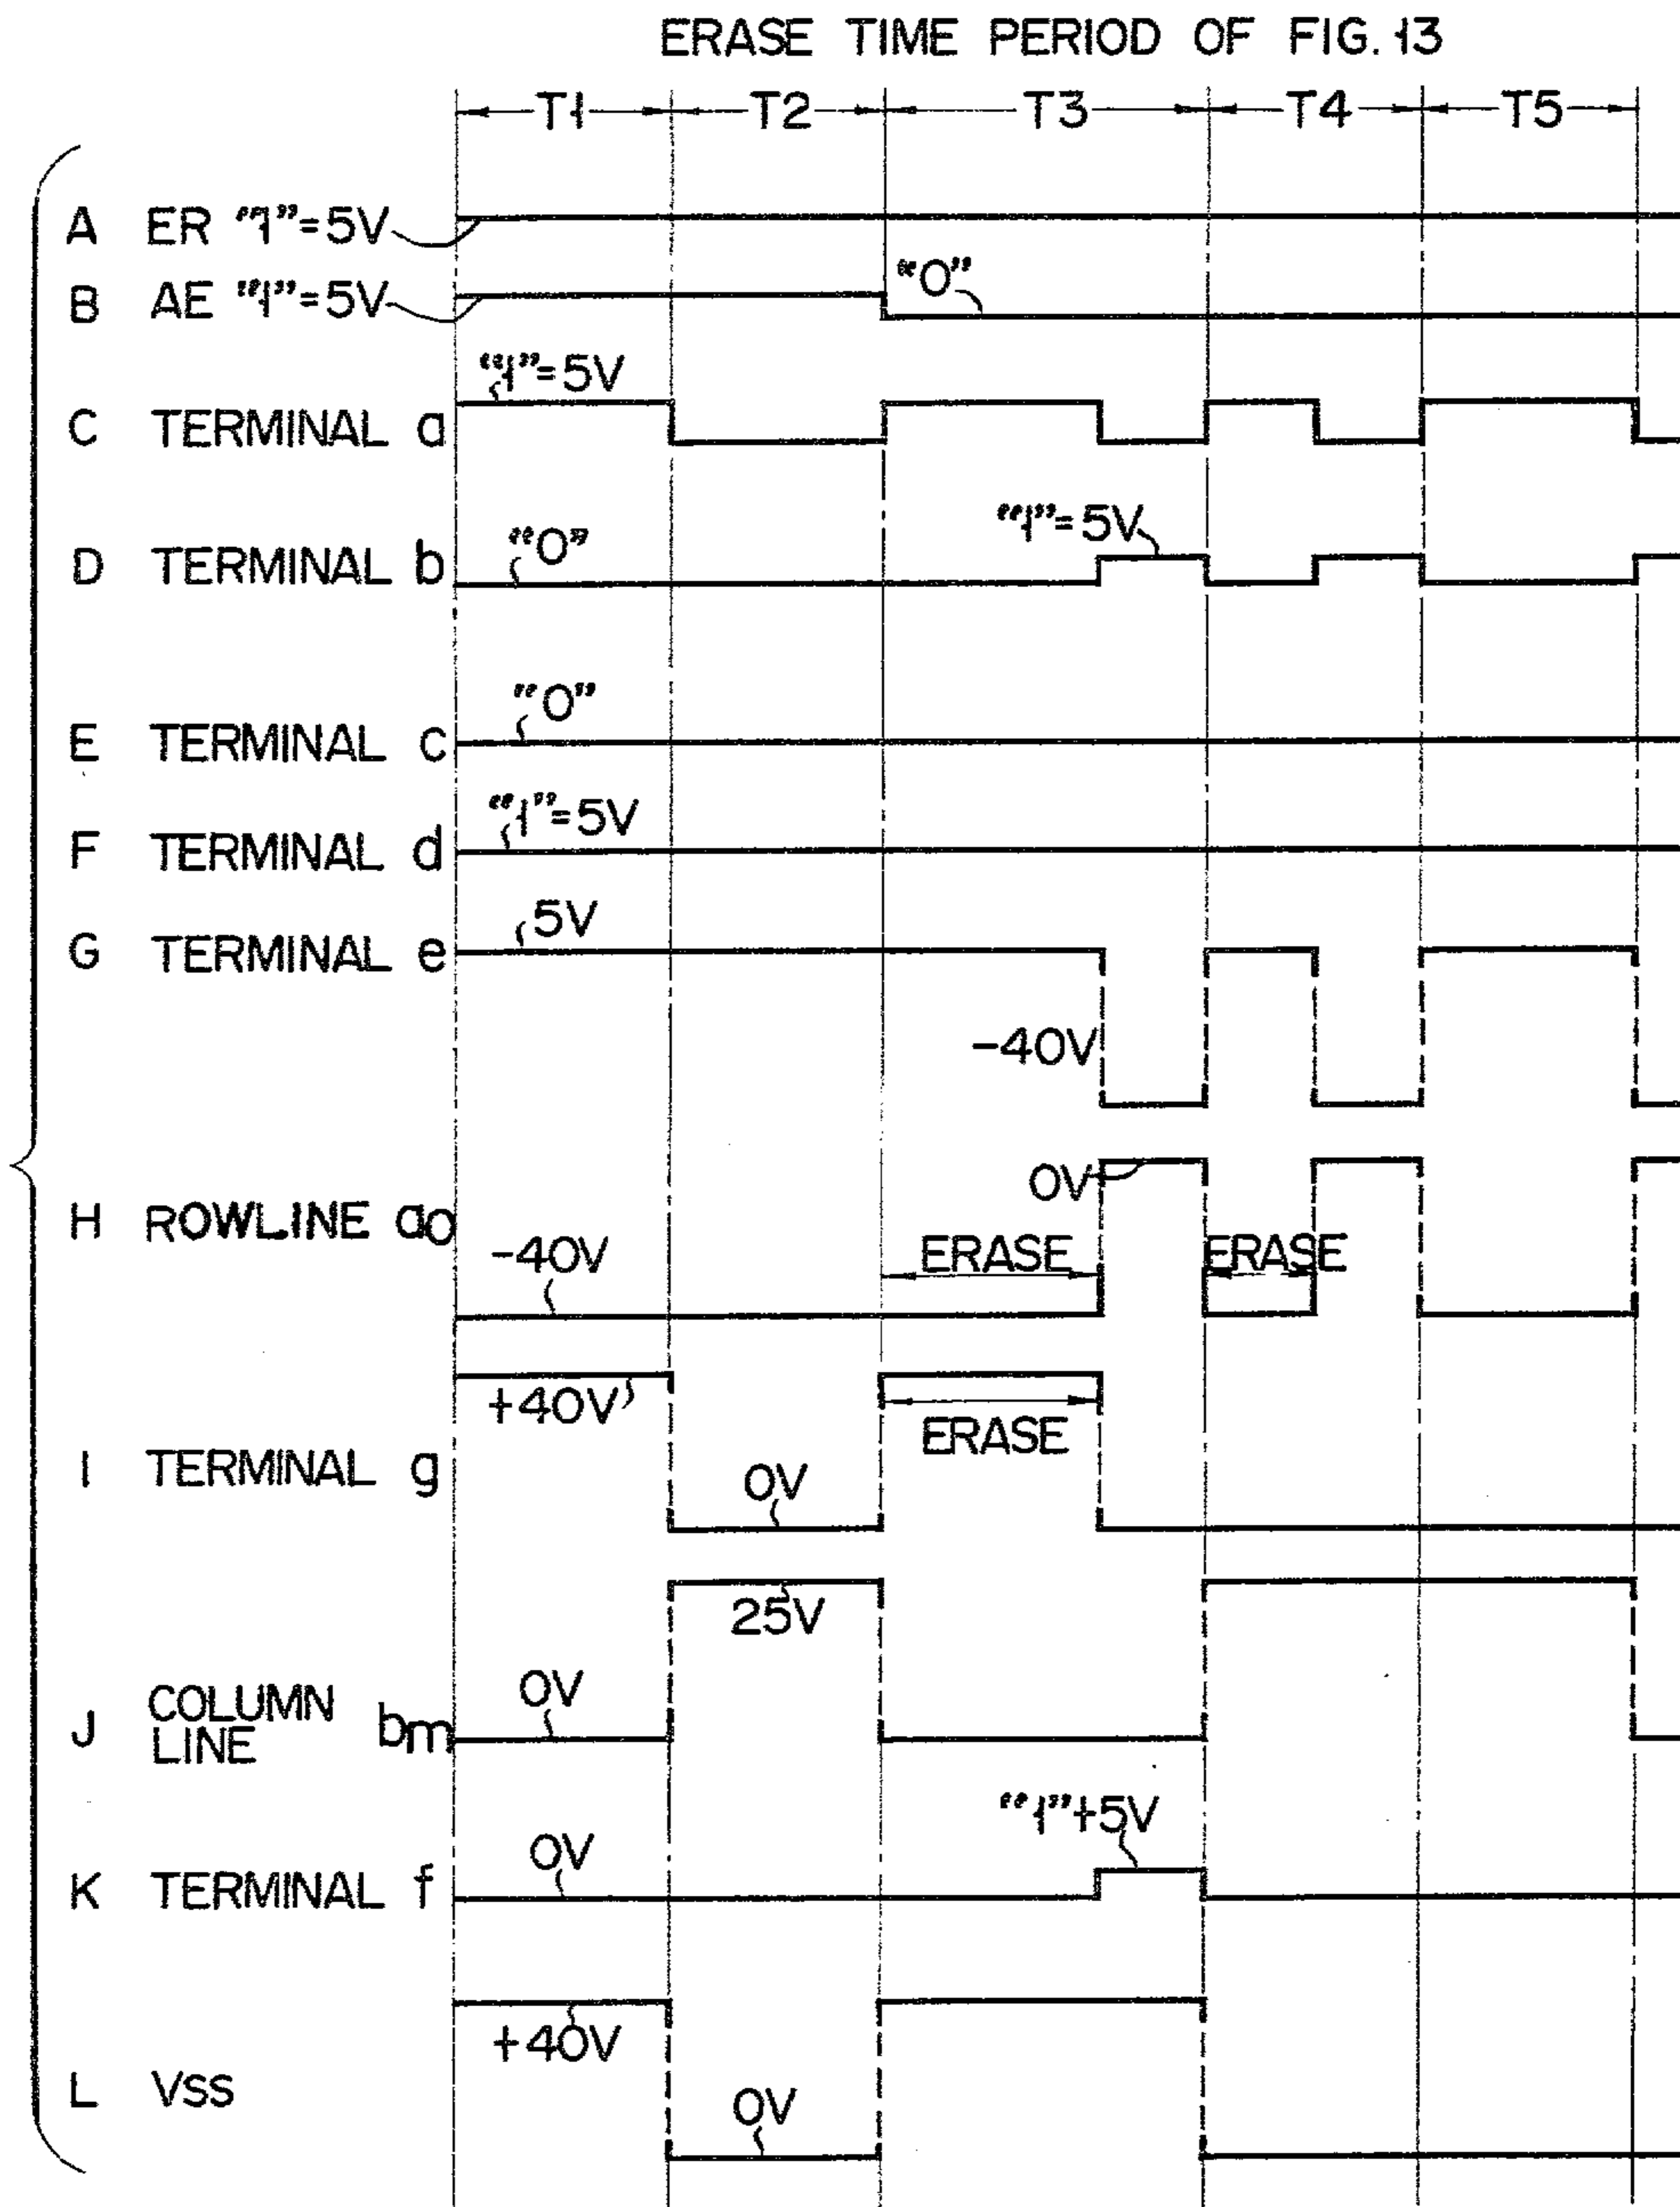 ERASE TIME PERIOD OF FIG. 13
T1 T2 T3 T4 T5
A ER "1"=5V
B AE "1"=5V "0"
"1"=5V
C TERMINAL a
"1"=5V
D TERMINAL b "0"
"0"
E TERMINAL c
"1"=5V
F TERMINAL d
5V
G TERMINAL e
-40V
0V
H ROWLINE a0
-40V ERASE ERASE
+40V
ERASE
I TERMINAL g
0V
25V
0V
J COLUMN LINE bm
"1"+5V
0V
K TERMINAL f
+40V
L VSS
0V